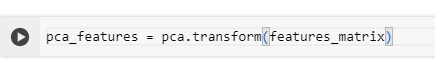 pca_features = pca.transform(features_matrix)